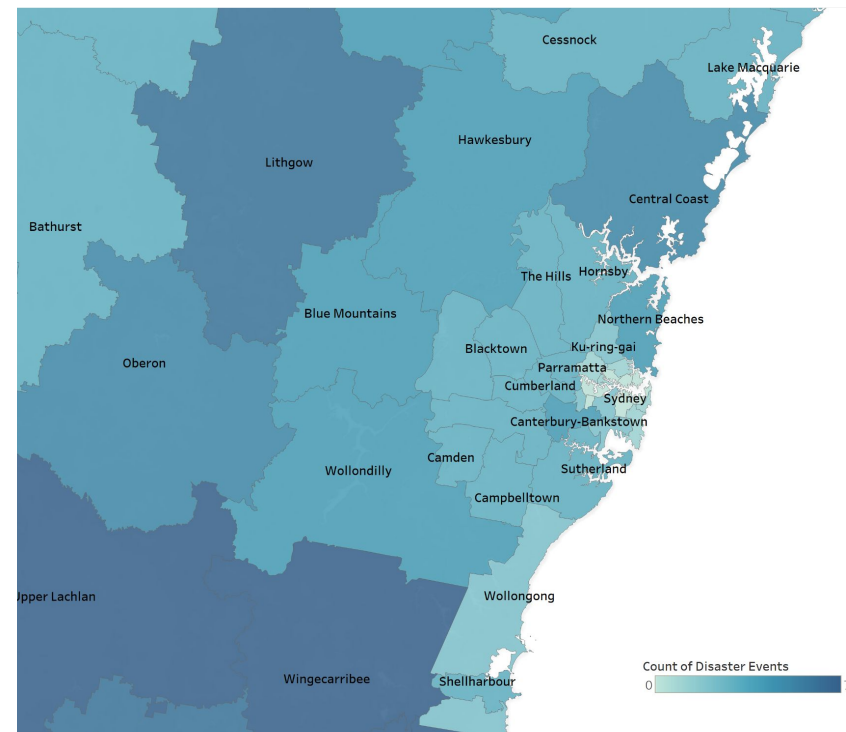 Cessnock
Lake Macquarie
Hawkesbury
Lithgow
Central Coast
Bathurst
The Hills
Hornsby
Blue Mountains
Northern Beaches
Blacktown
Ku-ring-gai
Oberon
Parramatta
Cumberland
Sydney
Canterbury-Bankstown
Camden
Wollondilly
Sutherland
Campbelltown
Upper Lachlan
Wollongong
Wingecarribee
Shellharbour
Count of Disaster Events
0